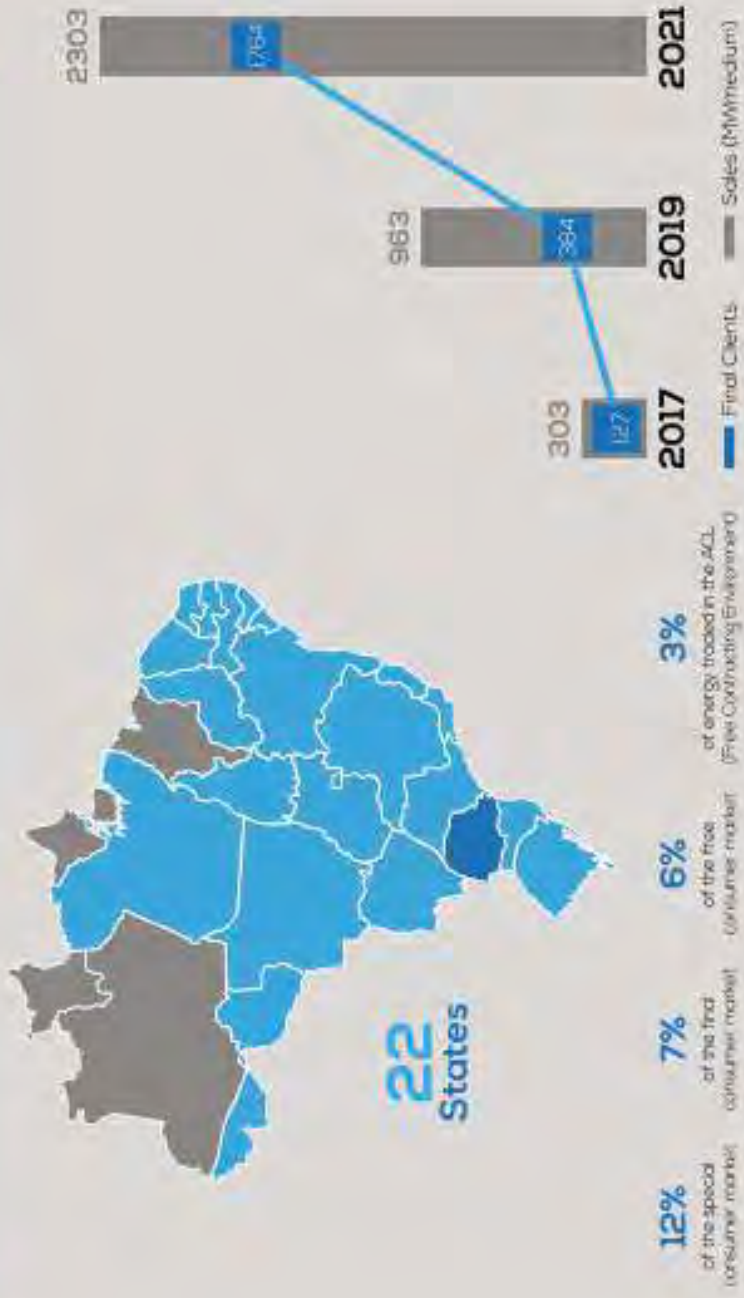 22
States
12%
of the special
consumer market
7%
of the final
consumer market
6%
of the free
consumer market
3%
of energy traded in the ACL
(Free Contracting Environment)
303
127
2017
963
364
2019
2303
1764
2021
Final Clients
Sales (MWmedium)